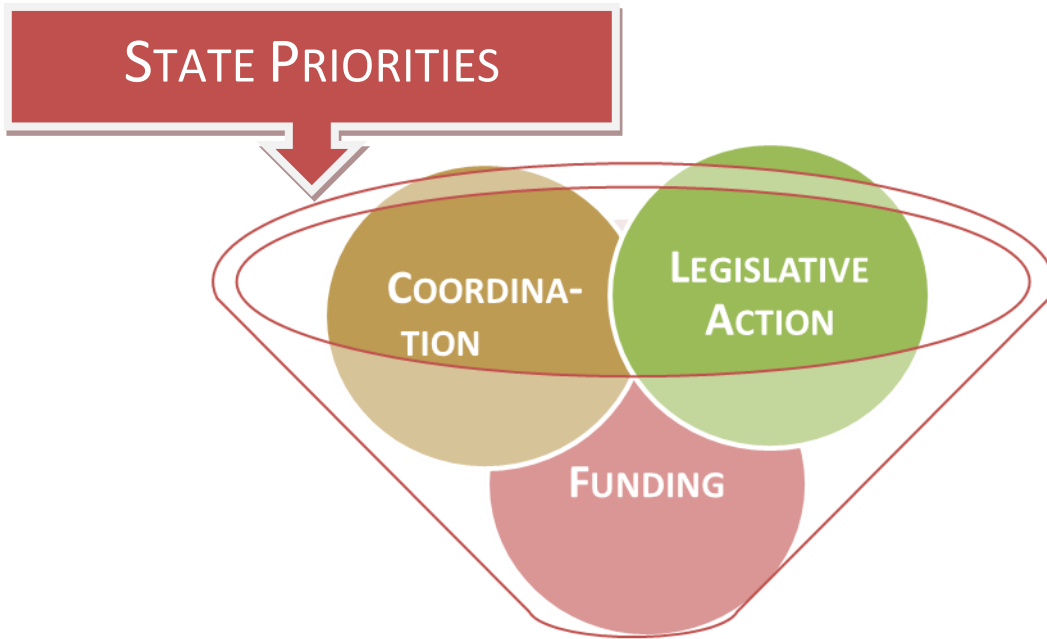 STATE PRIORITIES
COORDINA-
TION
LEGISLATIVE
ACTION
FUNDING